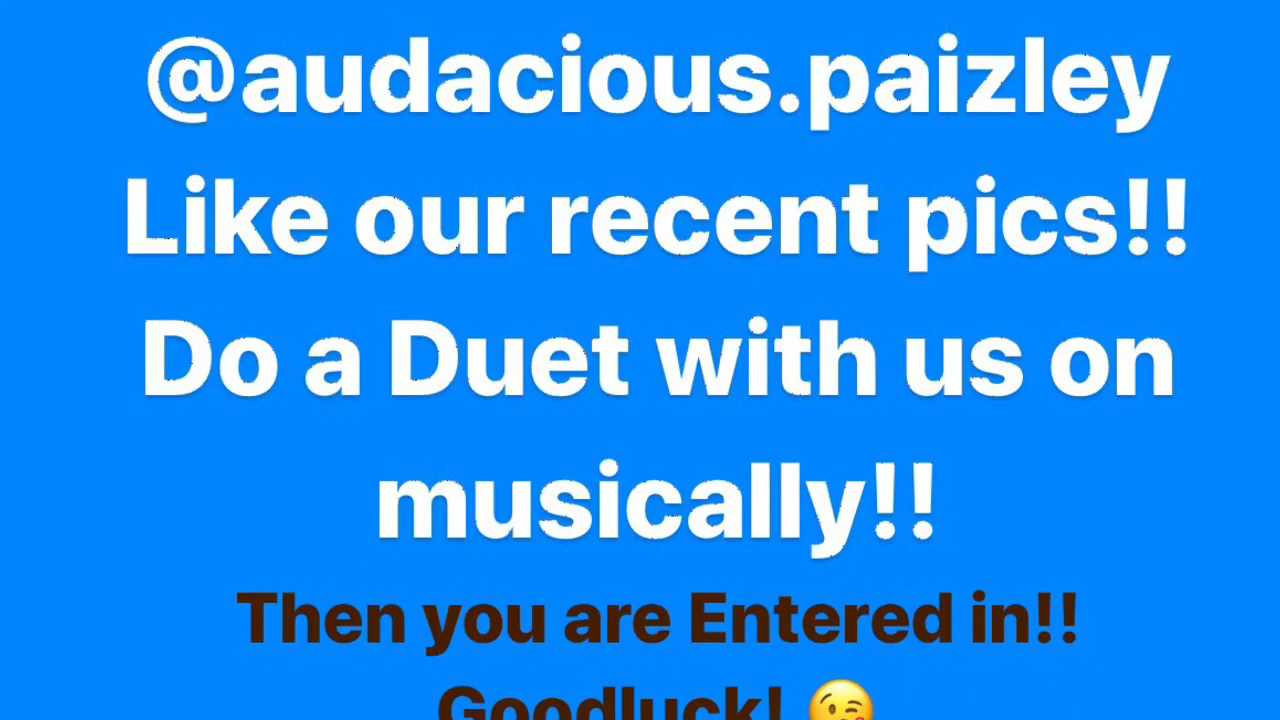 @audacious.paizley
Like our recent pics!!
Do a Duet with us on
musically!!
Then you are Entered in!!
Goodluck! 😘